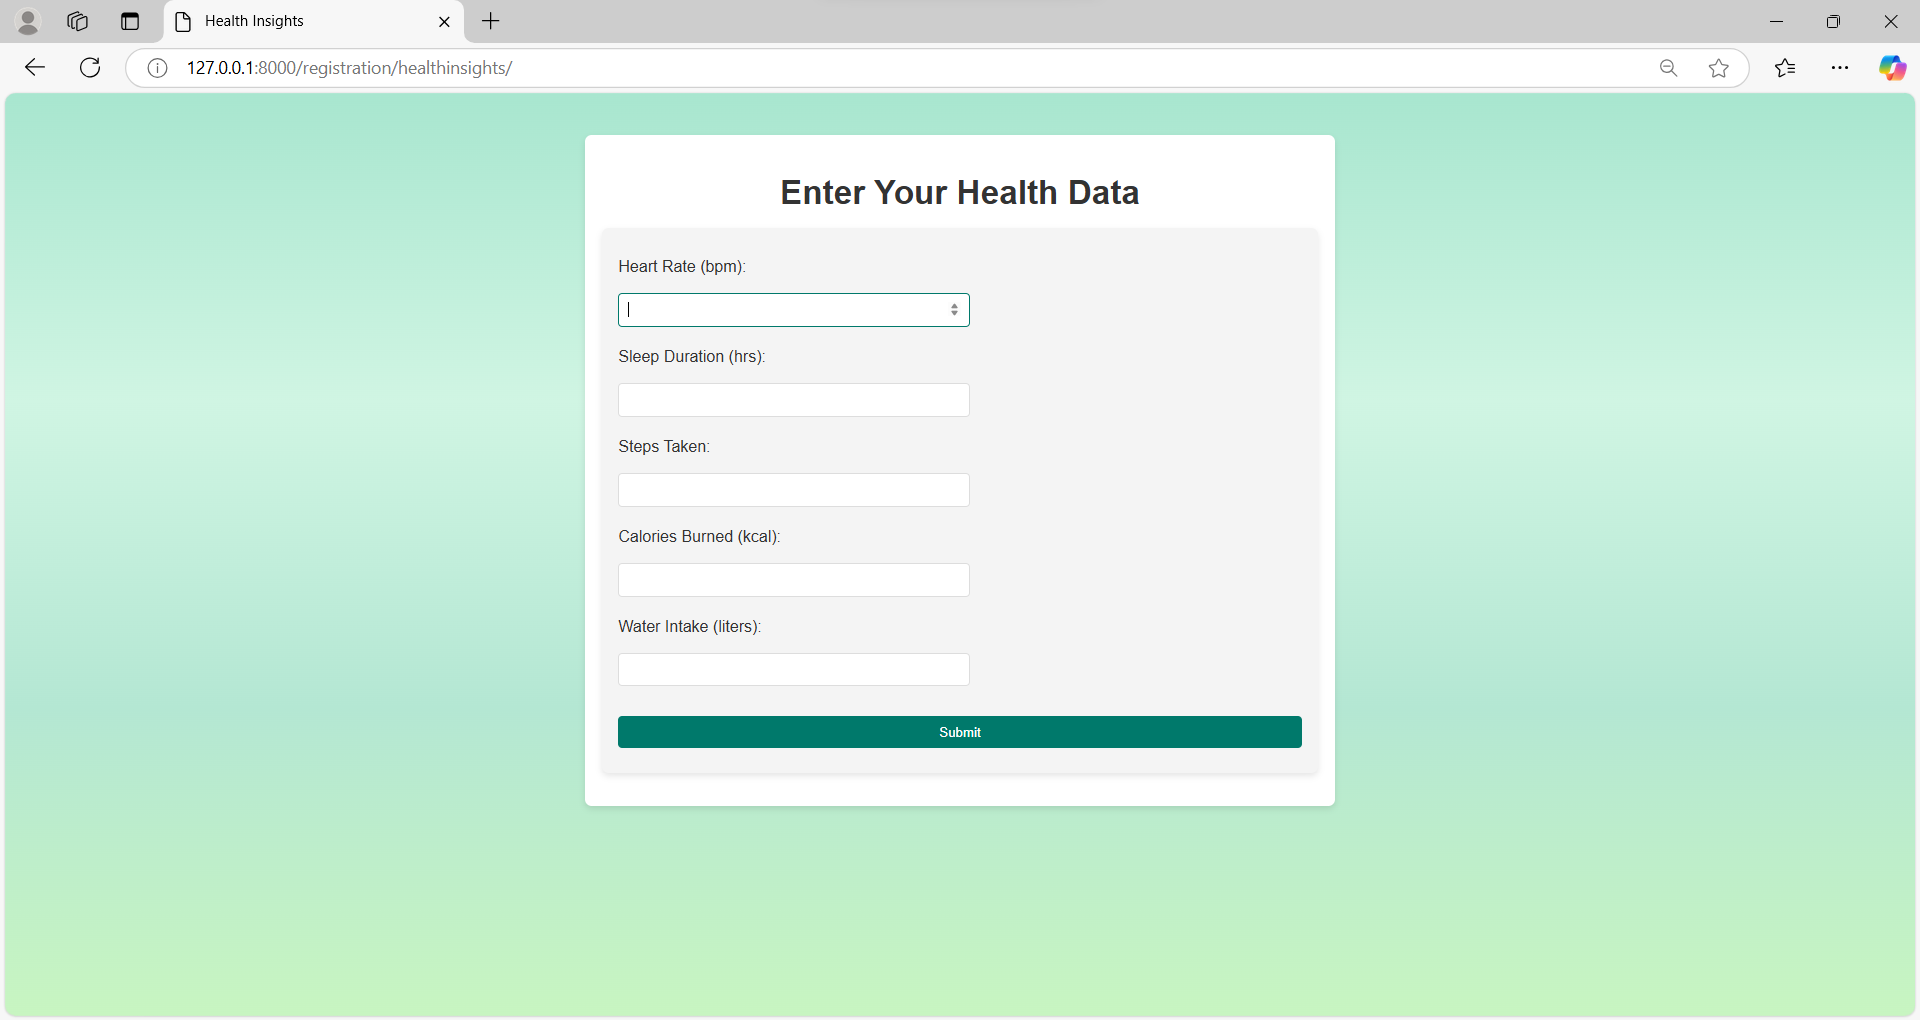 Health Insights
127.0.0.1:8000/registration/healthinsights/
Enter Your Health Data
Heart Rate (bpm):
Sleep Duration (hrs):
Steps Taken:
Calories Burned (kcal):
Water Intake (liters):
Submit